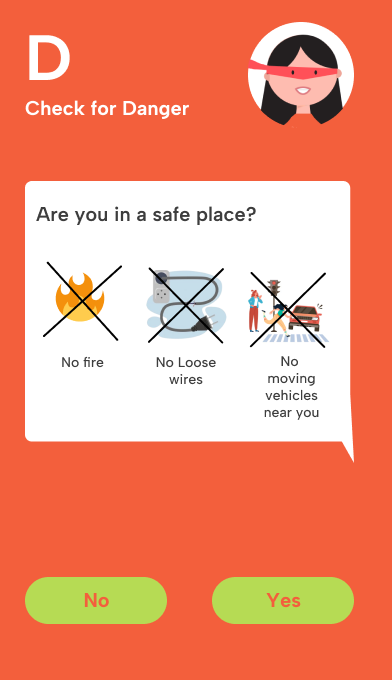 D
Check for Danger
Are you in a safe place?
No fire
No Loose
wires
No
moving
vehicles
near you
No
Yes